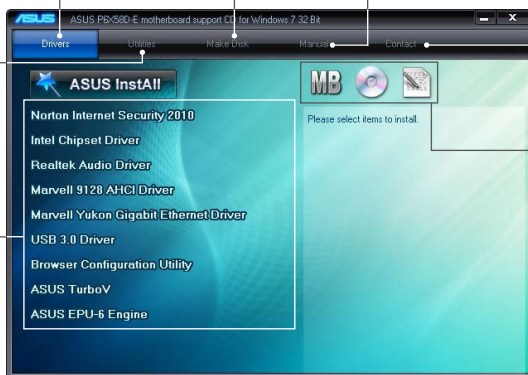 ASUS ASUS P6X58D-E motherboard support CD for Windows 7 32 Bit
Drivers Utilities Make Disk Manual Contact
ASUS InstAll
MB
Norton Internet Security 2010
Please select items to install.
Intel Chipset Driver
Realtek Audio Driver
Marvell 9128 AHCI Driver
Marvell Yukon Gigabit Ethernet Driver
USB 3.0 Driver
Browser Configuration Utility
ASUS TurboV
ASUS EPU-6 Engine